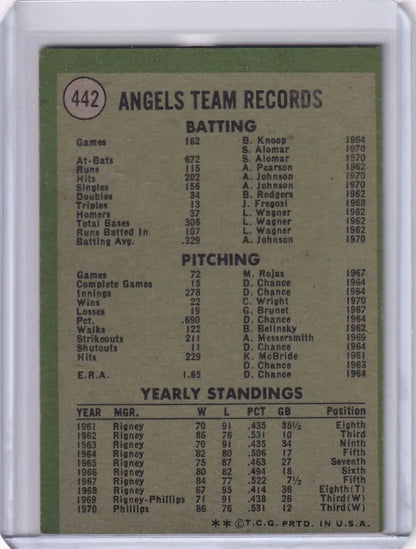 442 ANGELS TEAM RECORDS
BATTING
Games 162 B. Knoop 1964
S. Alomar 1970
At-Bats 672 S. Alomar 1970
Runs 115 A. Pearson 1962
Hits 202 A. Johnson 1970
Singles 156 A. Johnson 1970
Doubles 34 B. Rodgers 1962
Triples 13 J. Fregosi 1968
Homers 37 L. Wagner 1962
Total Bases 306 L. Wagner 1962
Runs Batted In 107 L. Wagner 1962
Batting Avg. .329 A. Johnson 1970
PITCHING
Games 72 M. Rojas 1967
Complete Games 15 D. Chance 1964
Innings 278 D. Chance 1964
Wins 22 C. Wright 1970
Losses 19 G. Brunet 1967
Pct. .690 D. Chance 1964
Walks 122 B. Belinsky 1962
Strikeouts 211 A. Messersmith 1969
Shutouts 11 D. Chance 1964
Hits 229 K. McBride 1961
D. Chance 1963
E.R.A. 1.65 D. Chance 1964
YEARLY STANDINGS
YEAR MGR. W L PCT GB Position
1961 Rigney 70 91 .435 38½ Eighth
1962 Rigney 86 76 .531 10 Third
1963 Rigney 70 91 .435 34 Ninth
1964 Rigney 82 80 .506 17 Fifth
1965 Rigney 75 87 .463 27 Seventh
1966 Rigney 80 82 .494 18 Sixth
1967 Rigney 84 77 .522 7½ Fifth
1968 Rigney 67 95 .414 36 Eighth(T)
1969 Rigney-Phillips 71 91 .438 26 Third(W)
1970 Phillips 86 76 .531 12 Third(W)
**©T.C.G. PRTD. IN U.S.A.